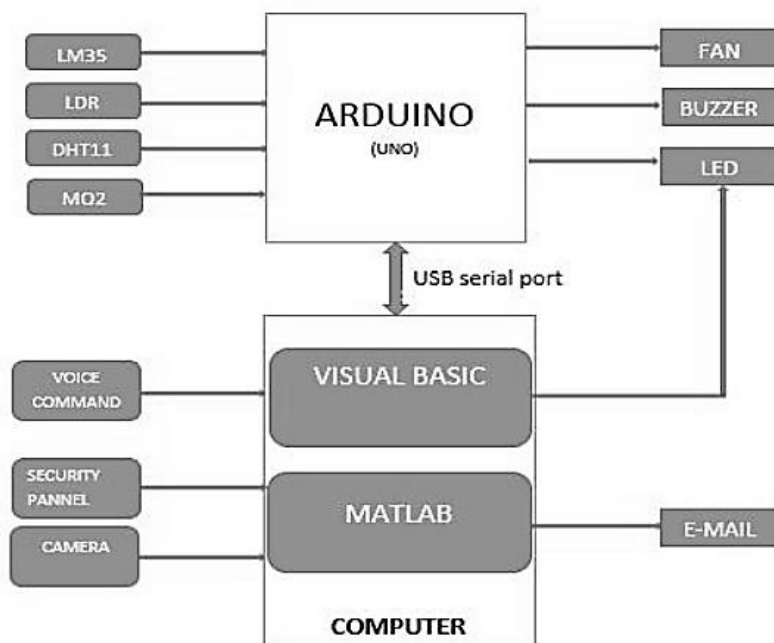 LM35
LDR
DHT11
MQ2
ARDUINO
(UNO)
FAN
BUZZER
LED
USB serial port
VOICE
COMMAND
SECURITY
PANNEL
CAMERA
VISUAL BASIC
MATLAB
COMPUTER
E-MAIL